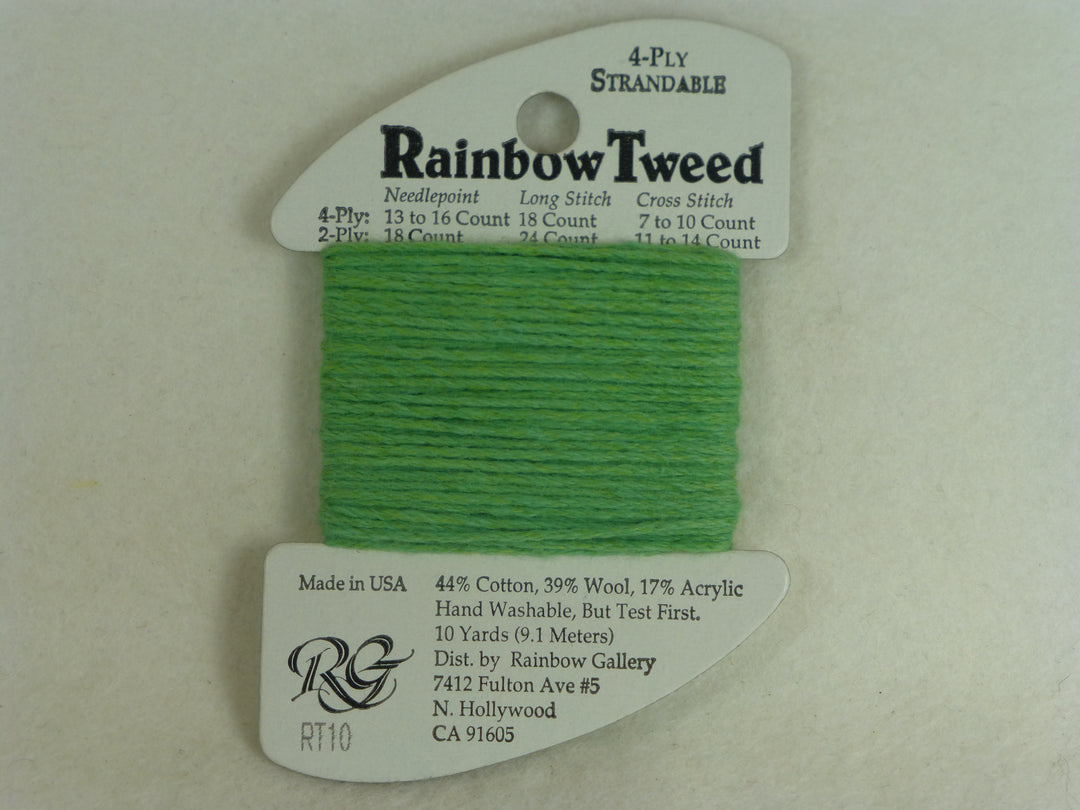 4-Ply
Strandable
Rainbow Tweed
Needlepoint Long Stitch Cross Stitch
4-Ply: 13 to 16 Count 18 Count 7 to 10 Count
2-Ply: 18 Count 24 Count 11 to 14 Count
Made in USA
44% Cotton, 39% Wool, 17% Acrylic
Hand Washable, But Test First.
10 Yards (9.1 Meters)
Dist. by Rainbow Gallery
7412 Fulton Ave #5
N. Hollywood
CA 91605
RG
RT10